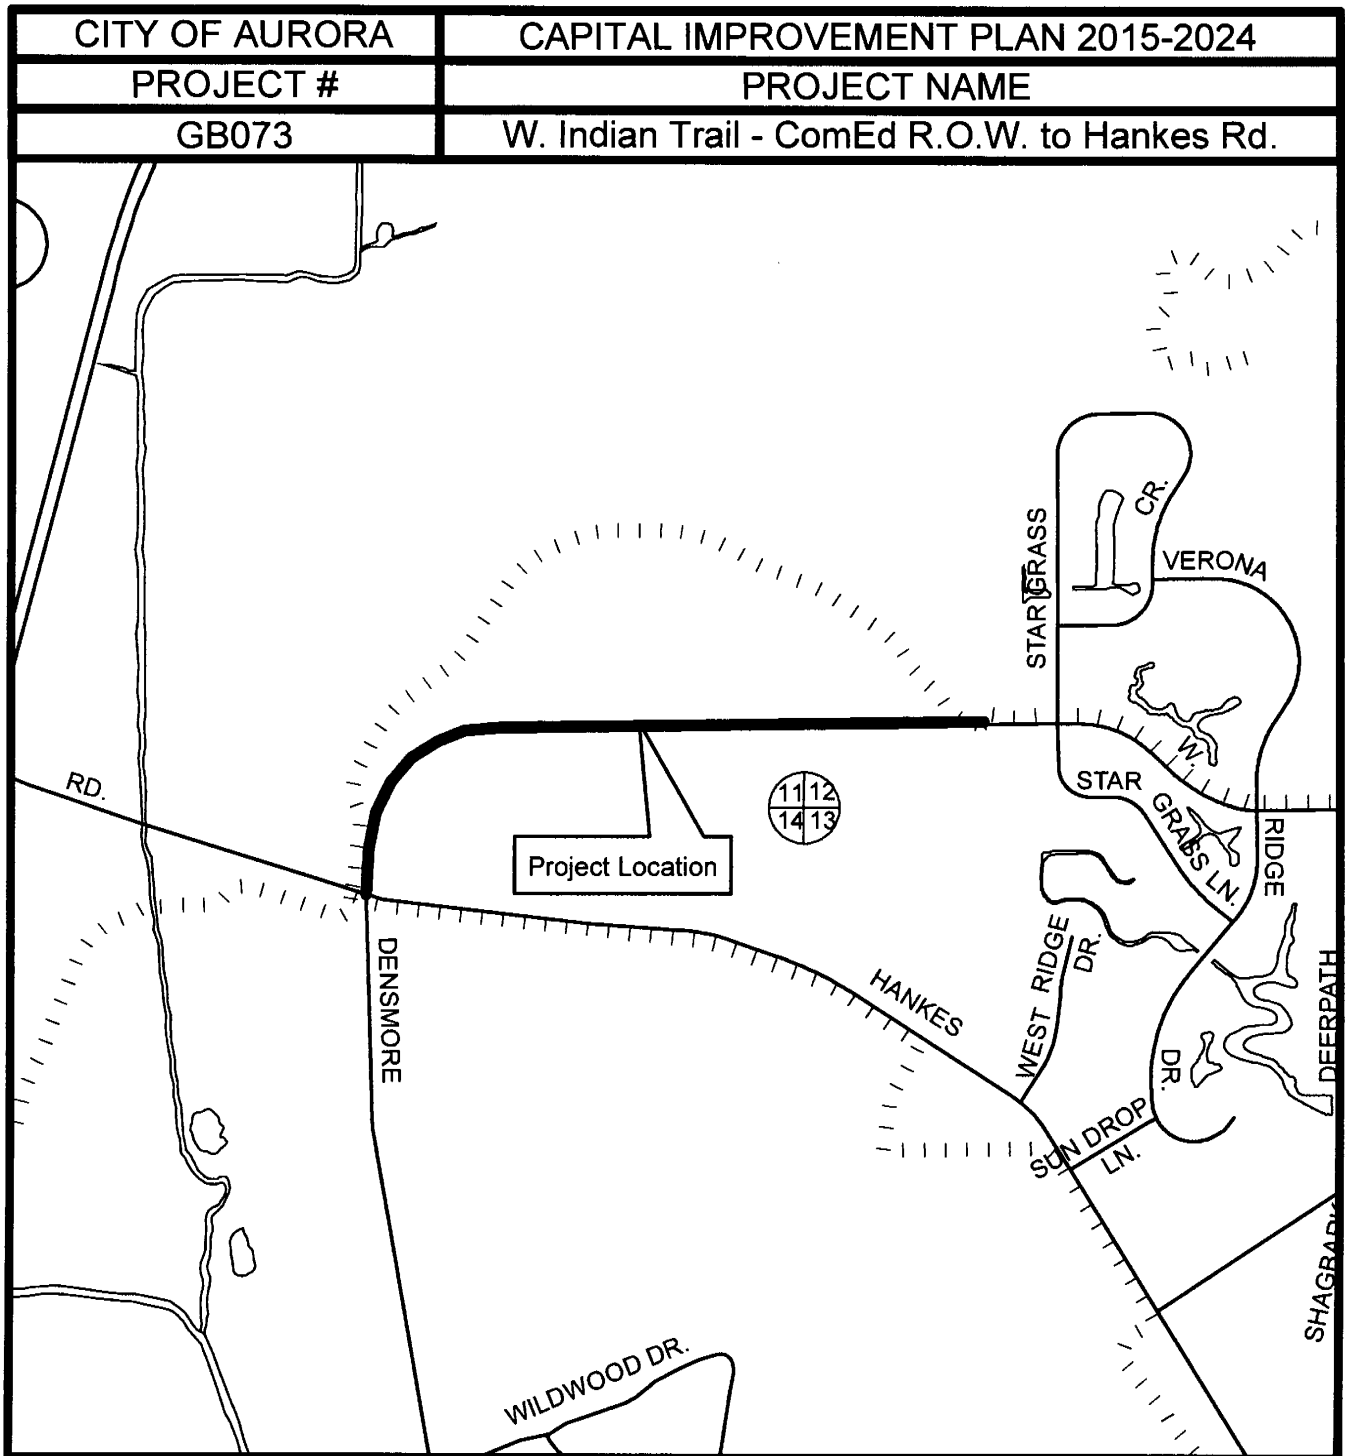 CITY OF AURORA
CAPITAL IMPROVEMENT PLAN 2015-2024
PROJECT #
PROJECT NAME
GB073
W. Indian Trail - ComEd R.O.W. to Hankes Rd.
CR.
STAR GRASS
VERONA
W.
RD.
STAR
11 12
14 13
GRASS LN.
RIDGE
Project Location
DENSMORE
HANKES
WEST RIDGE
DR.
DEERPATH
DR.
SUN DROP
LN.
SHAGBARK
WILDWOOD DR.